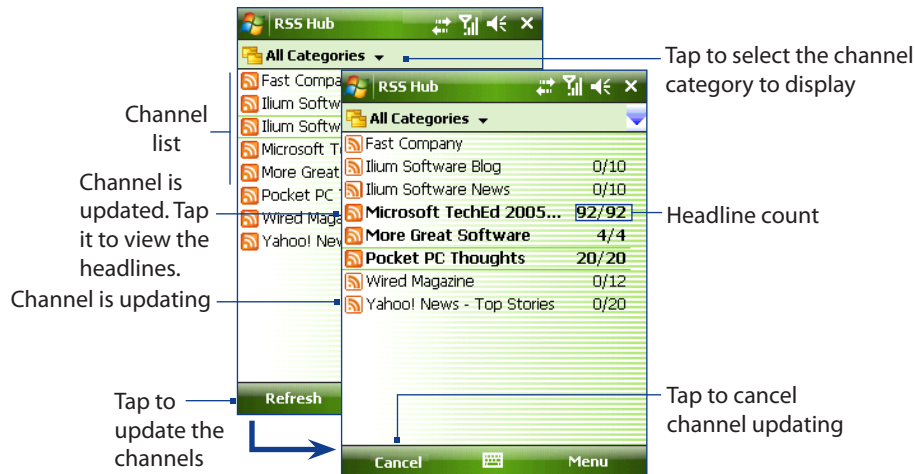 RSS Hub
All Categories
Fast Compa
Ilium Softw
Ilium Softw
Microsoft T
More Great
Pocket PC
Wired Maga
Yahoo! New
Refresh
RSS Hub
All Categories
Fast Company
Ilium Software Blog 0/10
Ilium Software News 0/10
Microsoft TechEd 2005... 92/92
More Great Software 4/4
Pocket PC Thoughts 20/20
Wired Magazine 0/12
Yahoo! News - Top Stories 0/20
Cancel Menu
Channel
list
Channel is
updated. Tap
it to view the
headlines.
Channel is updating
Tap to
update the
channels
Tap to select the channel
category to display
Headline count
Tap to cancel
channel updating